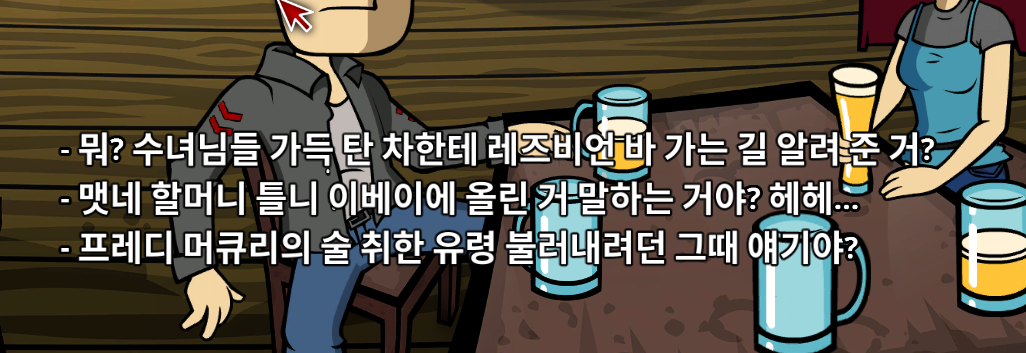 - 뭐? 수녀님들 가득 탄 차한테 레즈비언 바 가는 길 알려 준 거?
- 맷네 할머니 틀니 이베이에 올린 거 말하는 거야? 헤헤...
- 프레디 머큐리의 술 취한 유령 불러내려던 그때 얘기야?